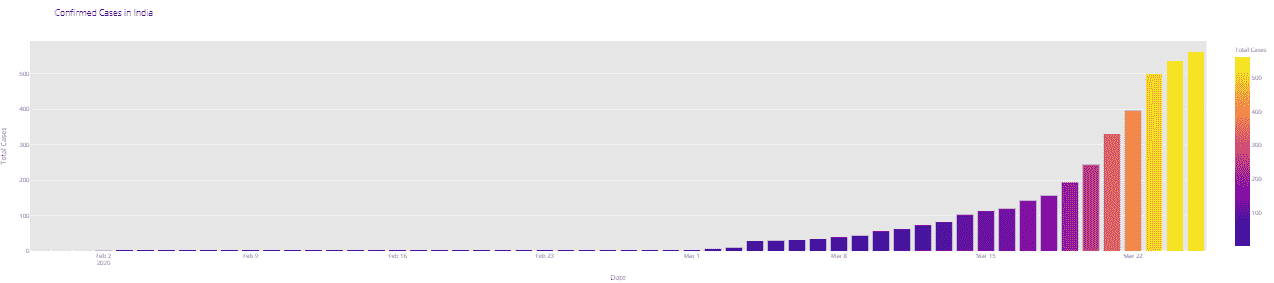 Confirmed Cases in India
Total Cases
500
400
300
200
100
0
Feb 2
2020
Feb 9
Feb 16
Feb 23
Mar 1
Mar 8
Mar 15
Mar 22
Date
Total Cases
500
400
300
200
100